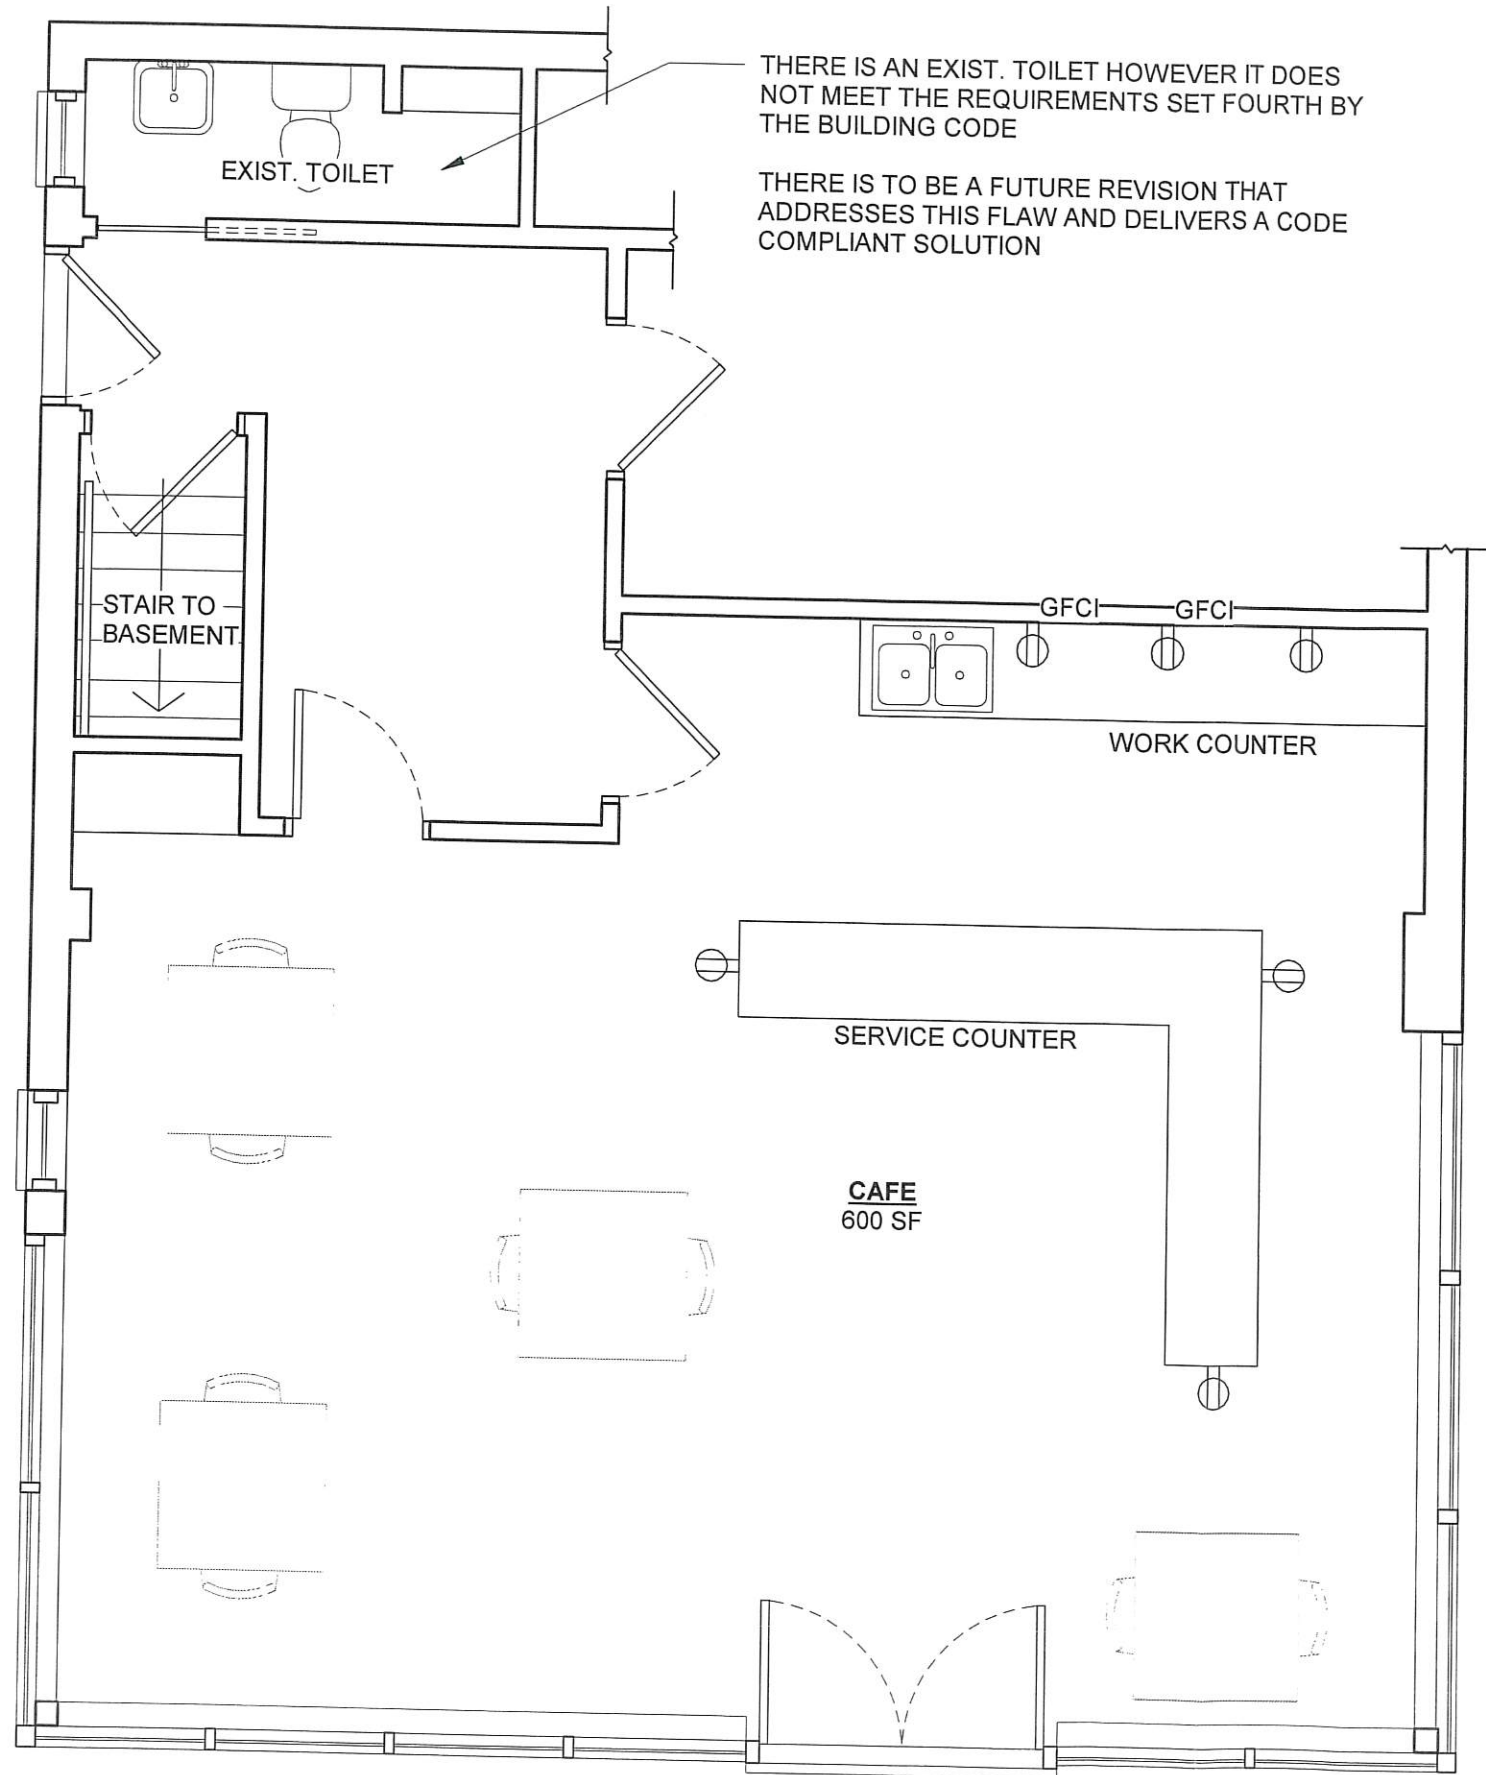 THERE IS AN EXIST. TOILET HOWEVER IT DOES
NOT MEET THE REQUIREMENTS SET FOURTH BY
THE BUILDING CODE
THERE IS TO BE A FUTURE REVISION THAT
ADDRESSES THIS FLAW AND DELIVERS A CODE
COMPLIANT SOLUTION
EXIST. TOILET
STAIR TO
BASEMENT
GFCI
GFCI
WORK COUNTER
SERVICE COUNTER
CAFE
600 SF